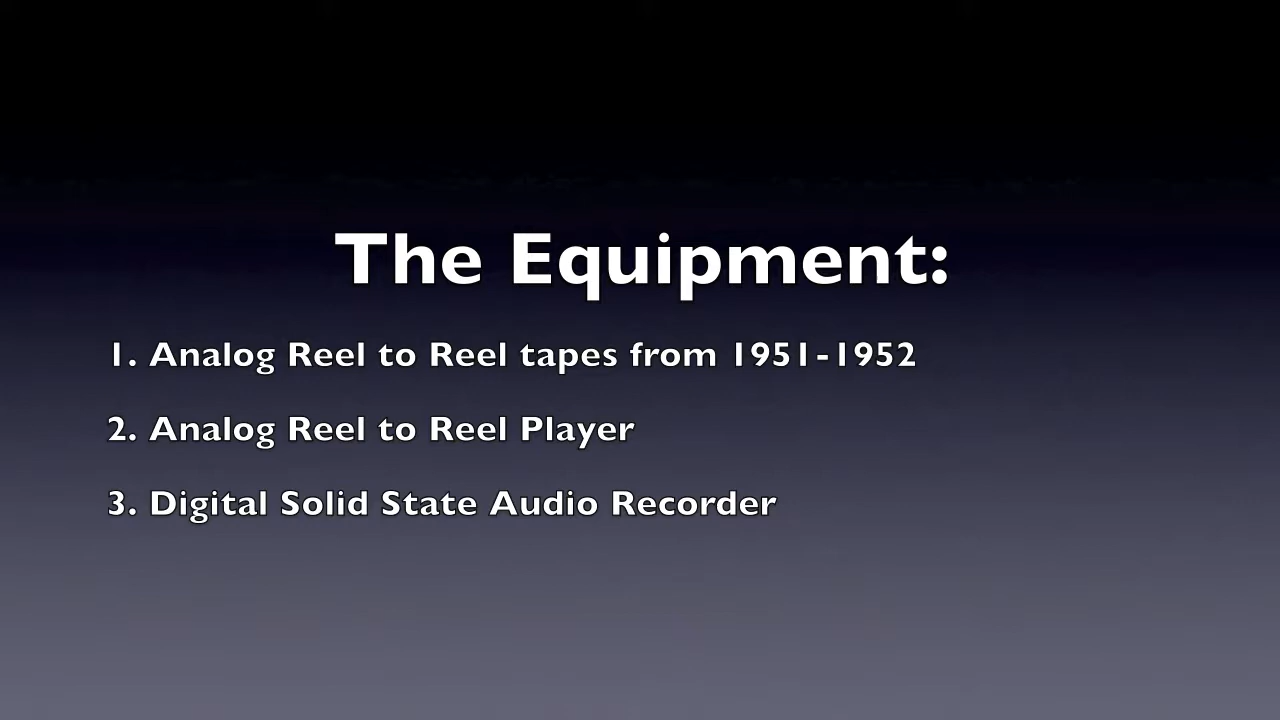 The Equipment:
1. Analog Reel to Reel tapes from 1951-1952
2. Analog Reel to Reel Player
3. Digital Solid State Audio Recorder